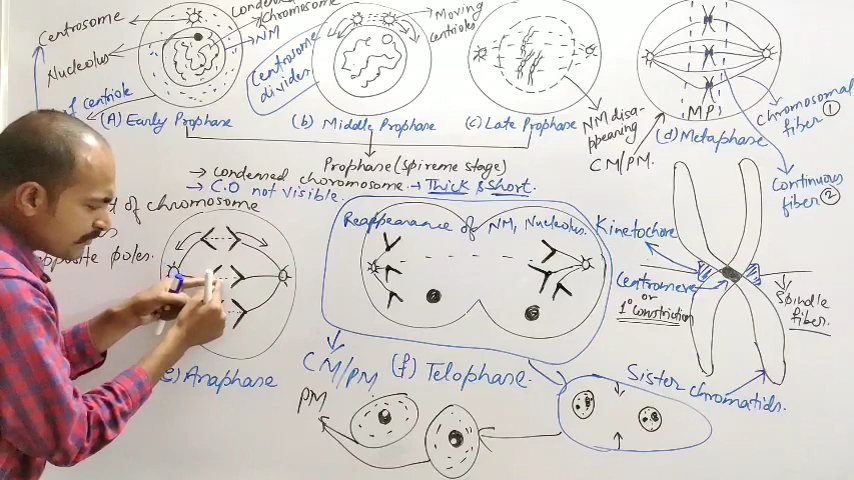 Centrosome
Nucleolus
Chromosome
NM
of centriole
(A) Early Prophase
Centrosome
divides
Moving
centrioles
(b) Middle Prophase
(c) Late Prophase
NM disa-
ppearing
CM/PM.
MP
(d) Metaphase
chromosomal
fiber ①
Continuous
fiber ②
Prophase (spireme stage)
→ condensed choromosome → Thick & short.
→ C.O not visible.
of chromosome
opposite poles.
e) Anaphase
Reappearance of NM, Nucleolus.
CM/PM
(f) Telophase.
PM
Kinetochore
Centromere
or
1° Constriction
Spindle
fiber.
Sister chromatids.